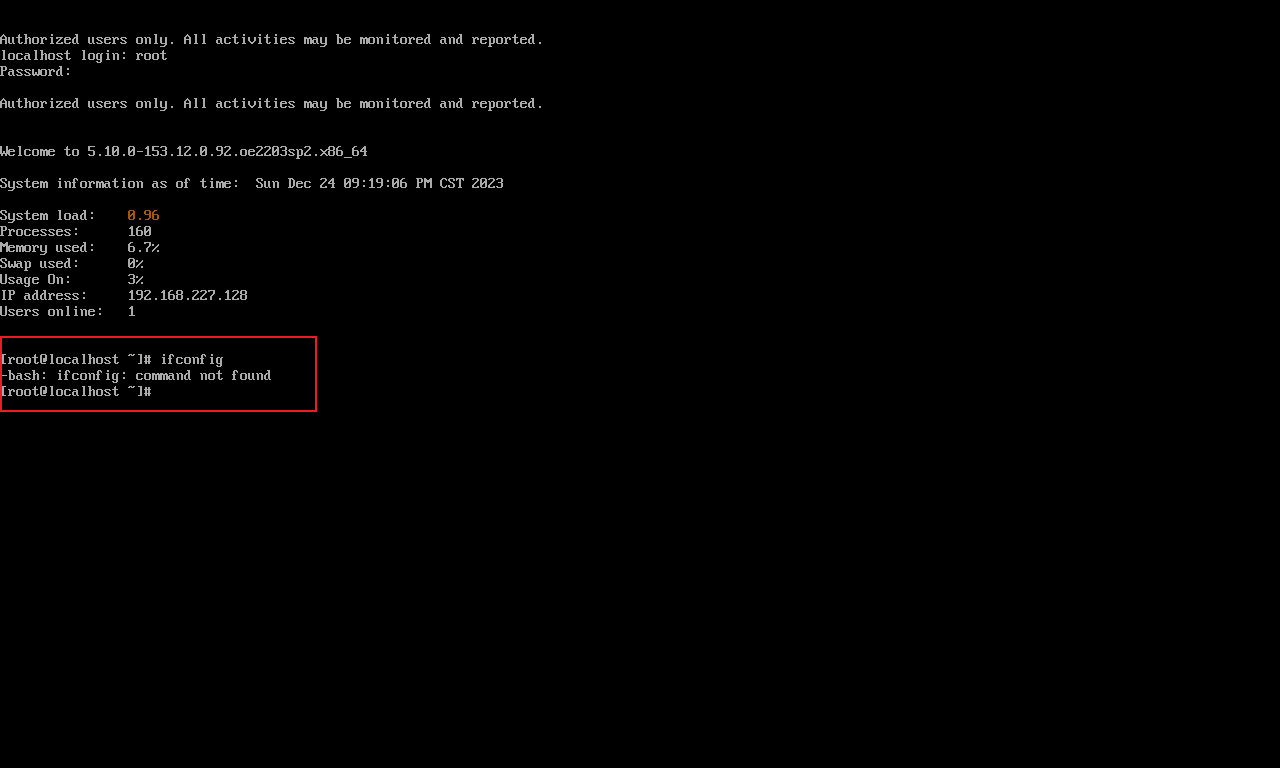 Authorized users only. All activities may be monitored and reported.
localhost login: root
Password:
Authorized users only. All activities may be monitored and reported.
Welcome to 5.10.0-153.12.0.92.oe2203sp2.x86_64
System information as of time:  Sun Dec 24 09:19:06 PM CST 2023
System load:    0.96
Processes:      160
Memory used:    6.7%
Swap used:      0%
Usage On:       3%
IP address:     192.168.227.128
Users online:   1
[root@localhost ~]# ifconfig
-bash: ifconfig: command not found
[root@localhost ~]#